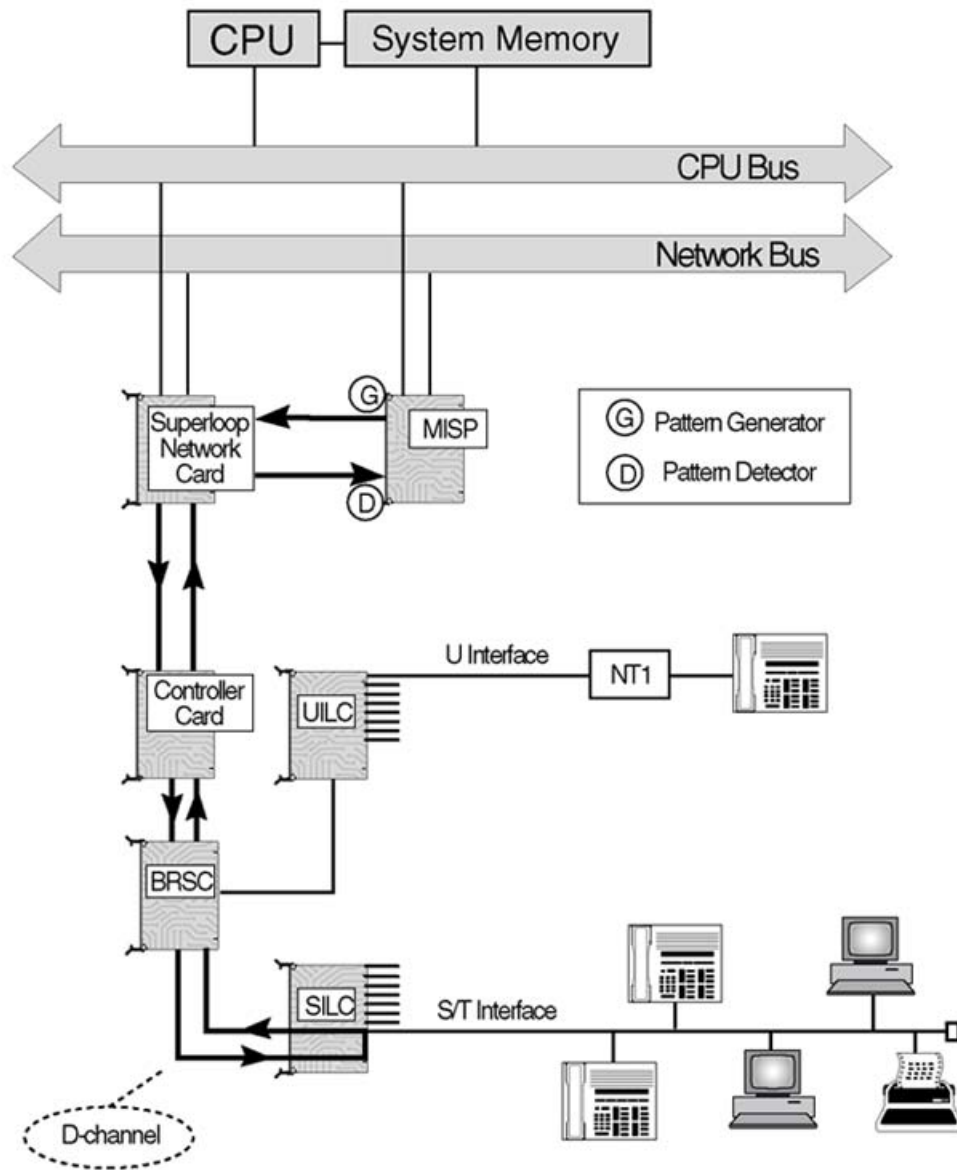 CPU
System Memory
CPU Bus
Network Bus
G
Superloop
Network
Card
MISP
D
G Pattern Generator
D Pattern Detector
U Interface
NT1
Controller
Card
UILC
BRSC
SILC
S/T Interface
D-channel